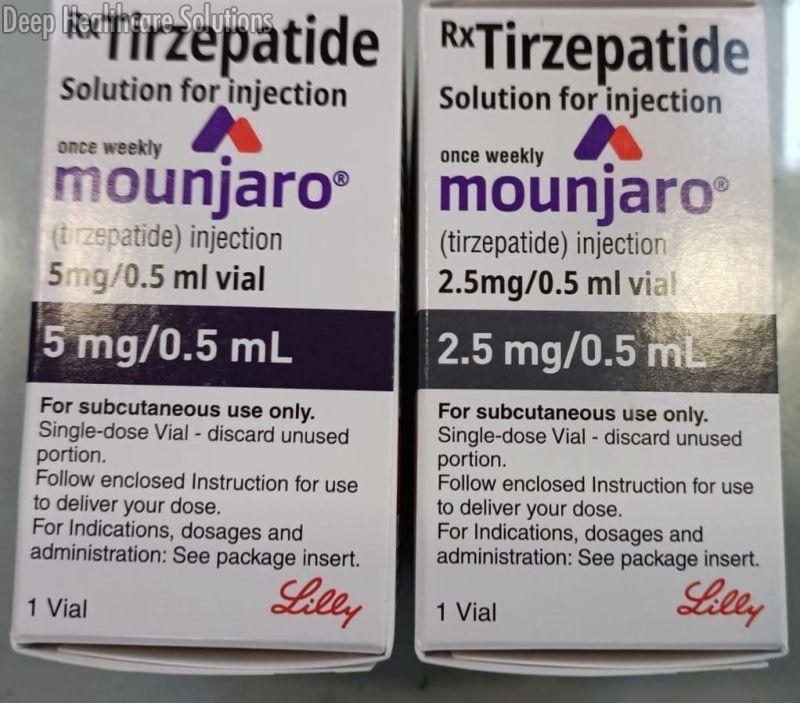 Deep Healthcare Solutions
RxTirzepatide
Solution for injection
once weekly
mounjaro®
(tirzepatide) injection
5mg/0.5 ml vial
5 mg/0.5 mL
For subcutaneous use only.
Single-dose Vial - discard unused
portion.
Follow enclosed Instruction for use
to deliver your dose.
For Indications, dosages and
administration: See package insert.
1 Vial
Lilly
RxTirzepatide
Solution for injection
once weekly
mounjaro®
(tirzepatide) injection
2.5mg/0.5 ml vial
2.5 mg/0.5 mL
For subcutaneous use only.
Single-dose Vial - discard unused
portion.
Follow enclosed Instruction for use
to deliver your dose.
For Indications, dosages and
administration: See package insert.
1 Vial
Lilly